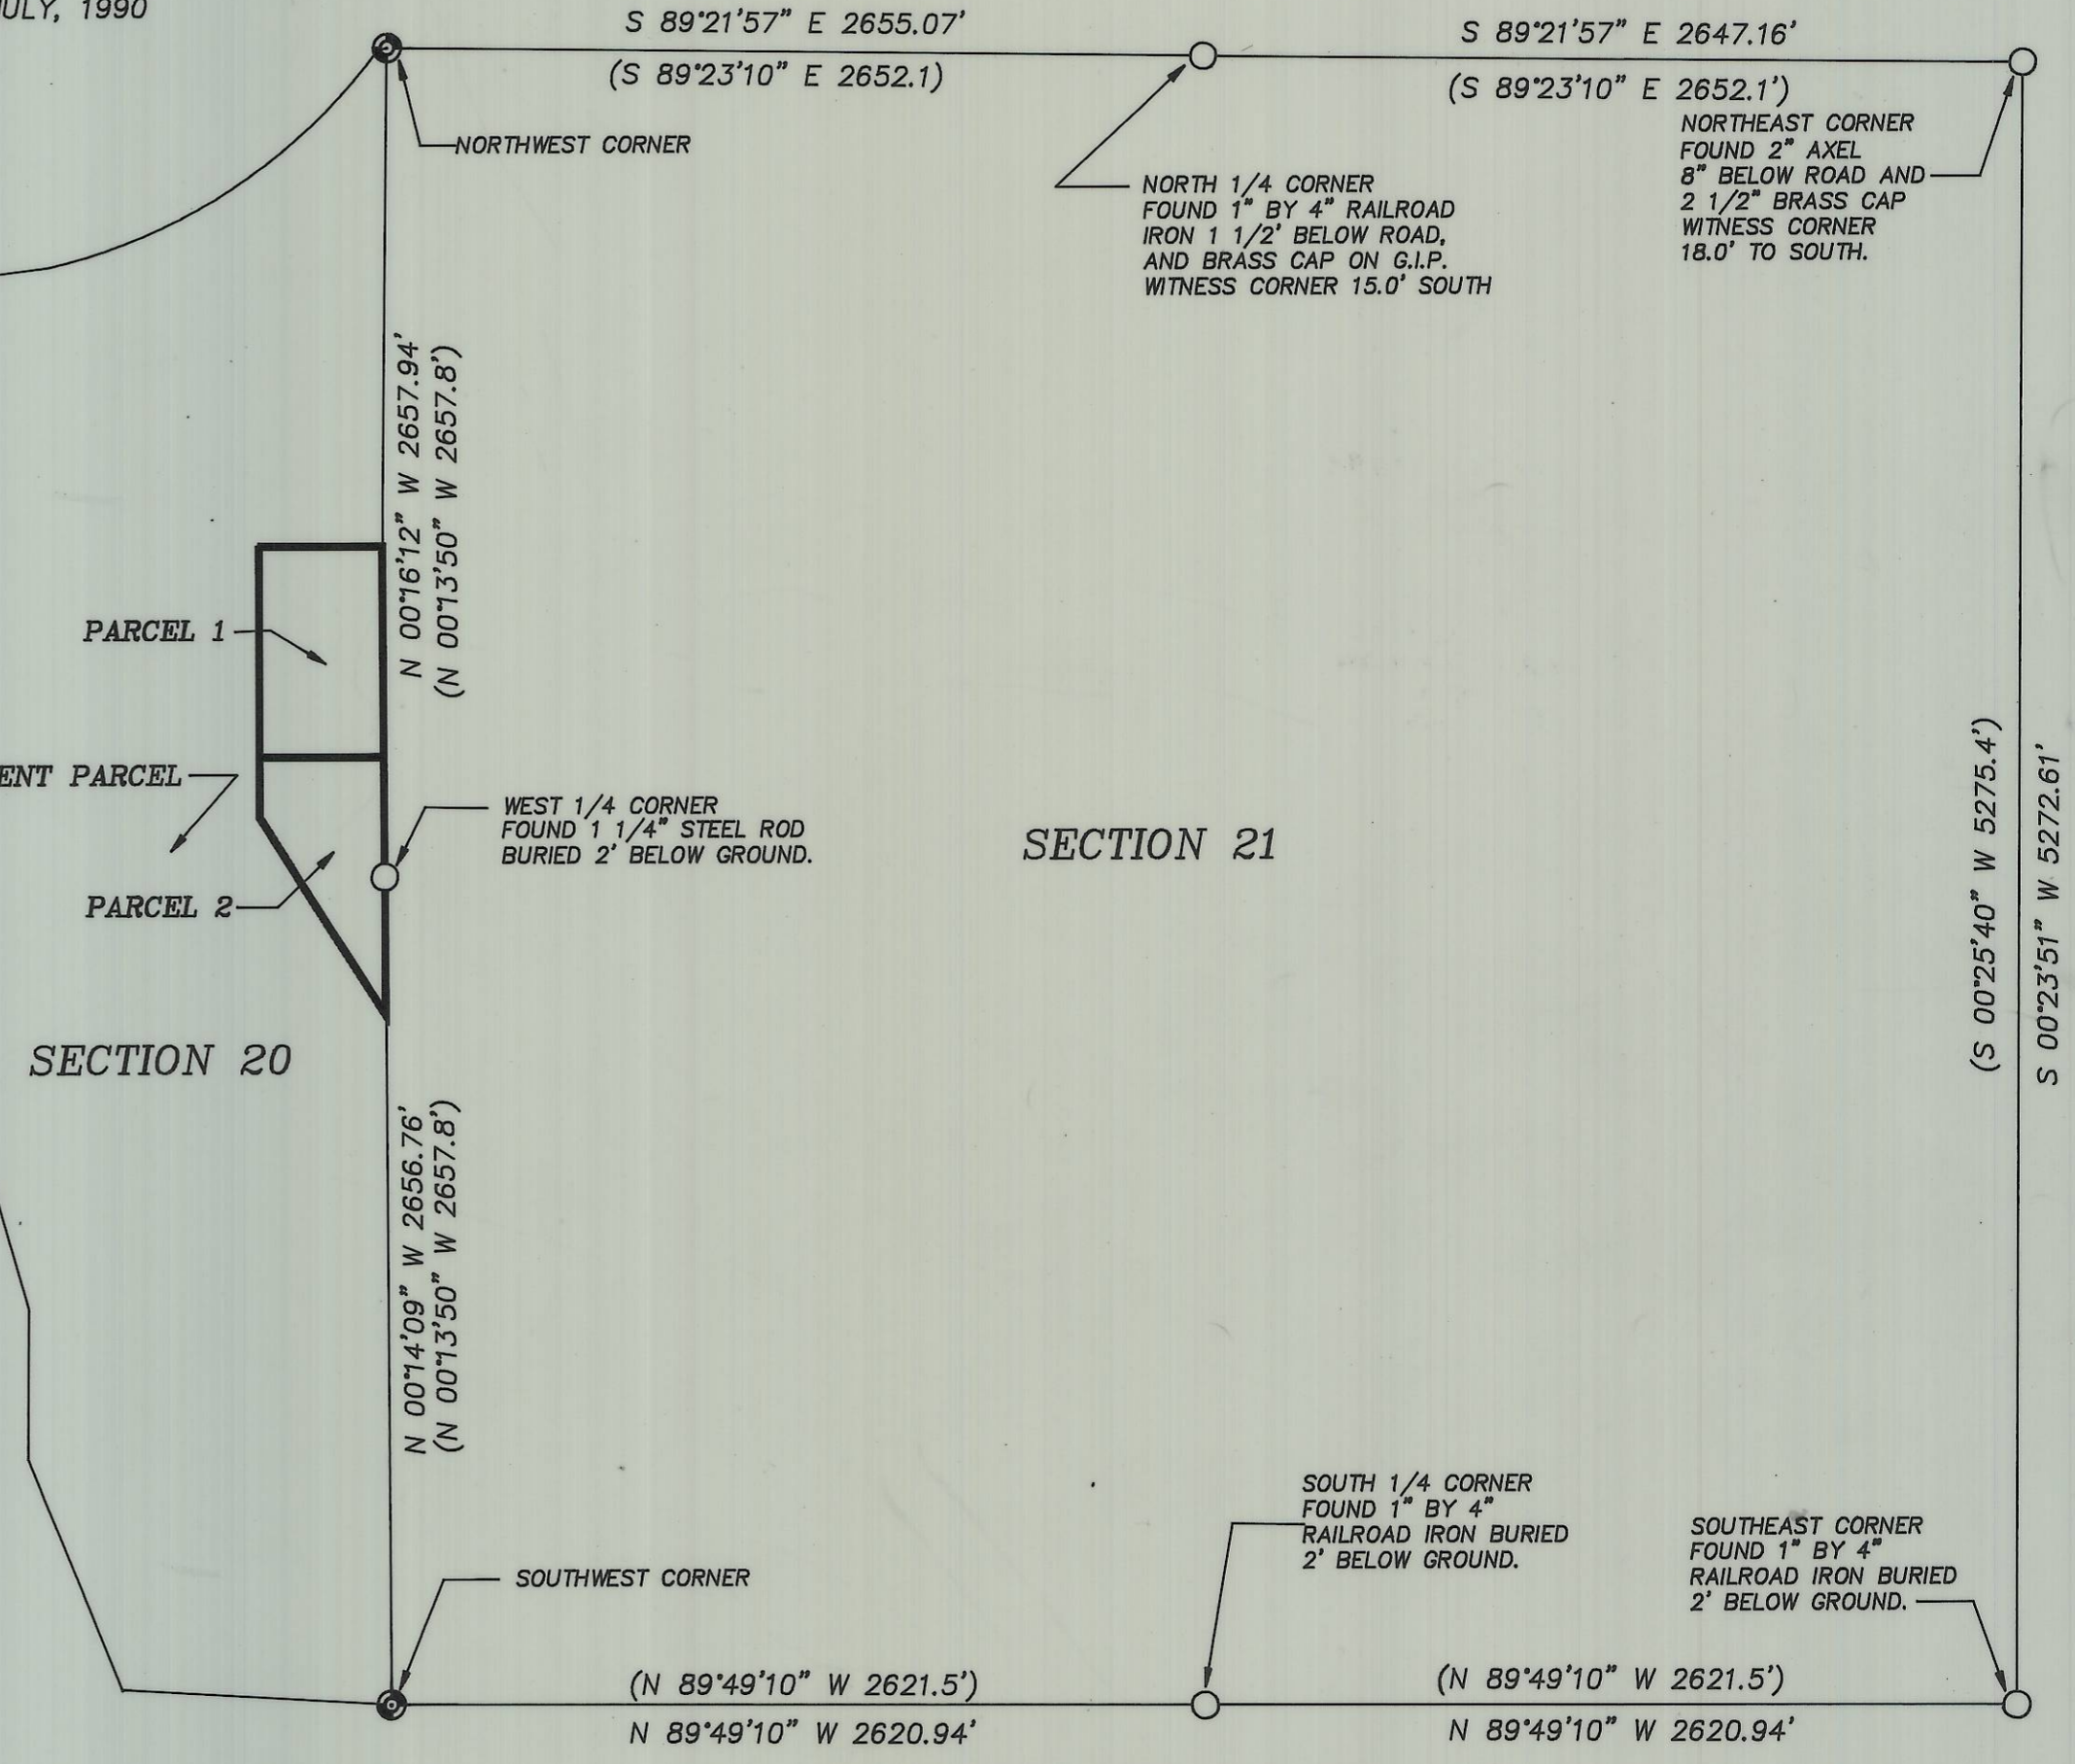 JULY, 1990
S 89°21'57" E 2655.07'
(S 89°23'10" E 2652.1)
S 89°21'57" E 2647.16'
(S 89°23'10" E 2652.1')
NORTHWEST CORNER
NORTH 1/4 CORNER
FOUND 1" BY 4" RAILROAD
IRON 1 1/2' BELOW ROAD,
AND BRASS CAP ON G.I.P.
WITNESS CORNER 15.0' SOUTH
NORTHEAST CORNER
FOUND 2" AXEL
8" BELOW ROAD AND
2 1/2" BRASS CAP
WITNESS CORNER
18.0' TO SOUTH.
N 00°16'12" W 2657.94'
(N 00°13'50" W 2657.8')
PARCEL 1
ENT PARCEL
PARCEL 2
WEST 1/4 CORNER
FOUND 1 1/4" STEEL ROD
BURIED 2' BELOW GROUND.
SECTION 21
(S 00°25'40" W 5275.4')
S 00°23'51" W 5272.61'
SECTION 20
N 00°14'09" W 2656.76'
(N 00°13'50" W 2657.8')
SOUTHWEST CORNER
SOUTH 1/4 CORNER
FOUND 1" BY 4"
RAILROAD IRON BURIED
2' BELOW GROUND.
SOUTHEAST CORNER
FOUND 1" BY 4"
RAILROAD IRON BURIED
2' BELOW GROUND.
(N 89°49'10" W 2621.5')
N 89°49'10" W 2620.94'
(N 89°49'10" W 2621.5')
N 89°49'10" W 2620.94'